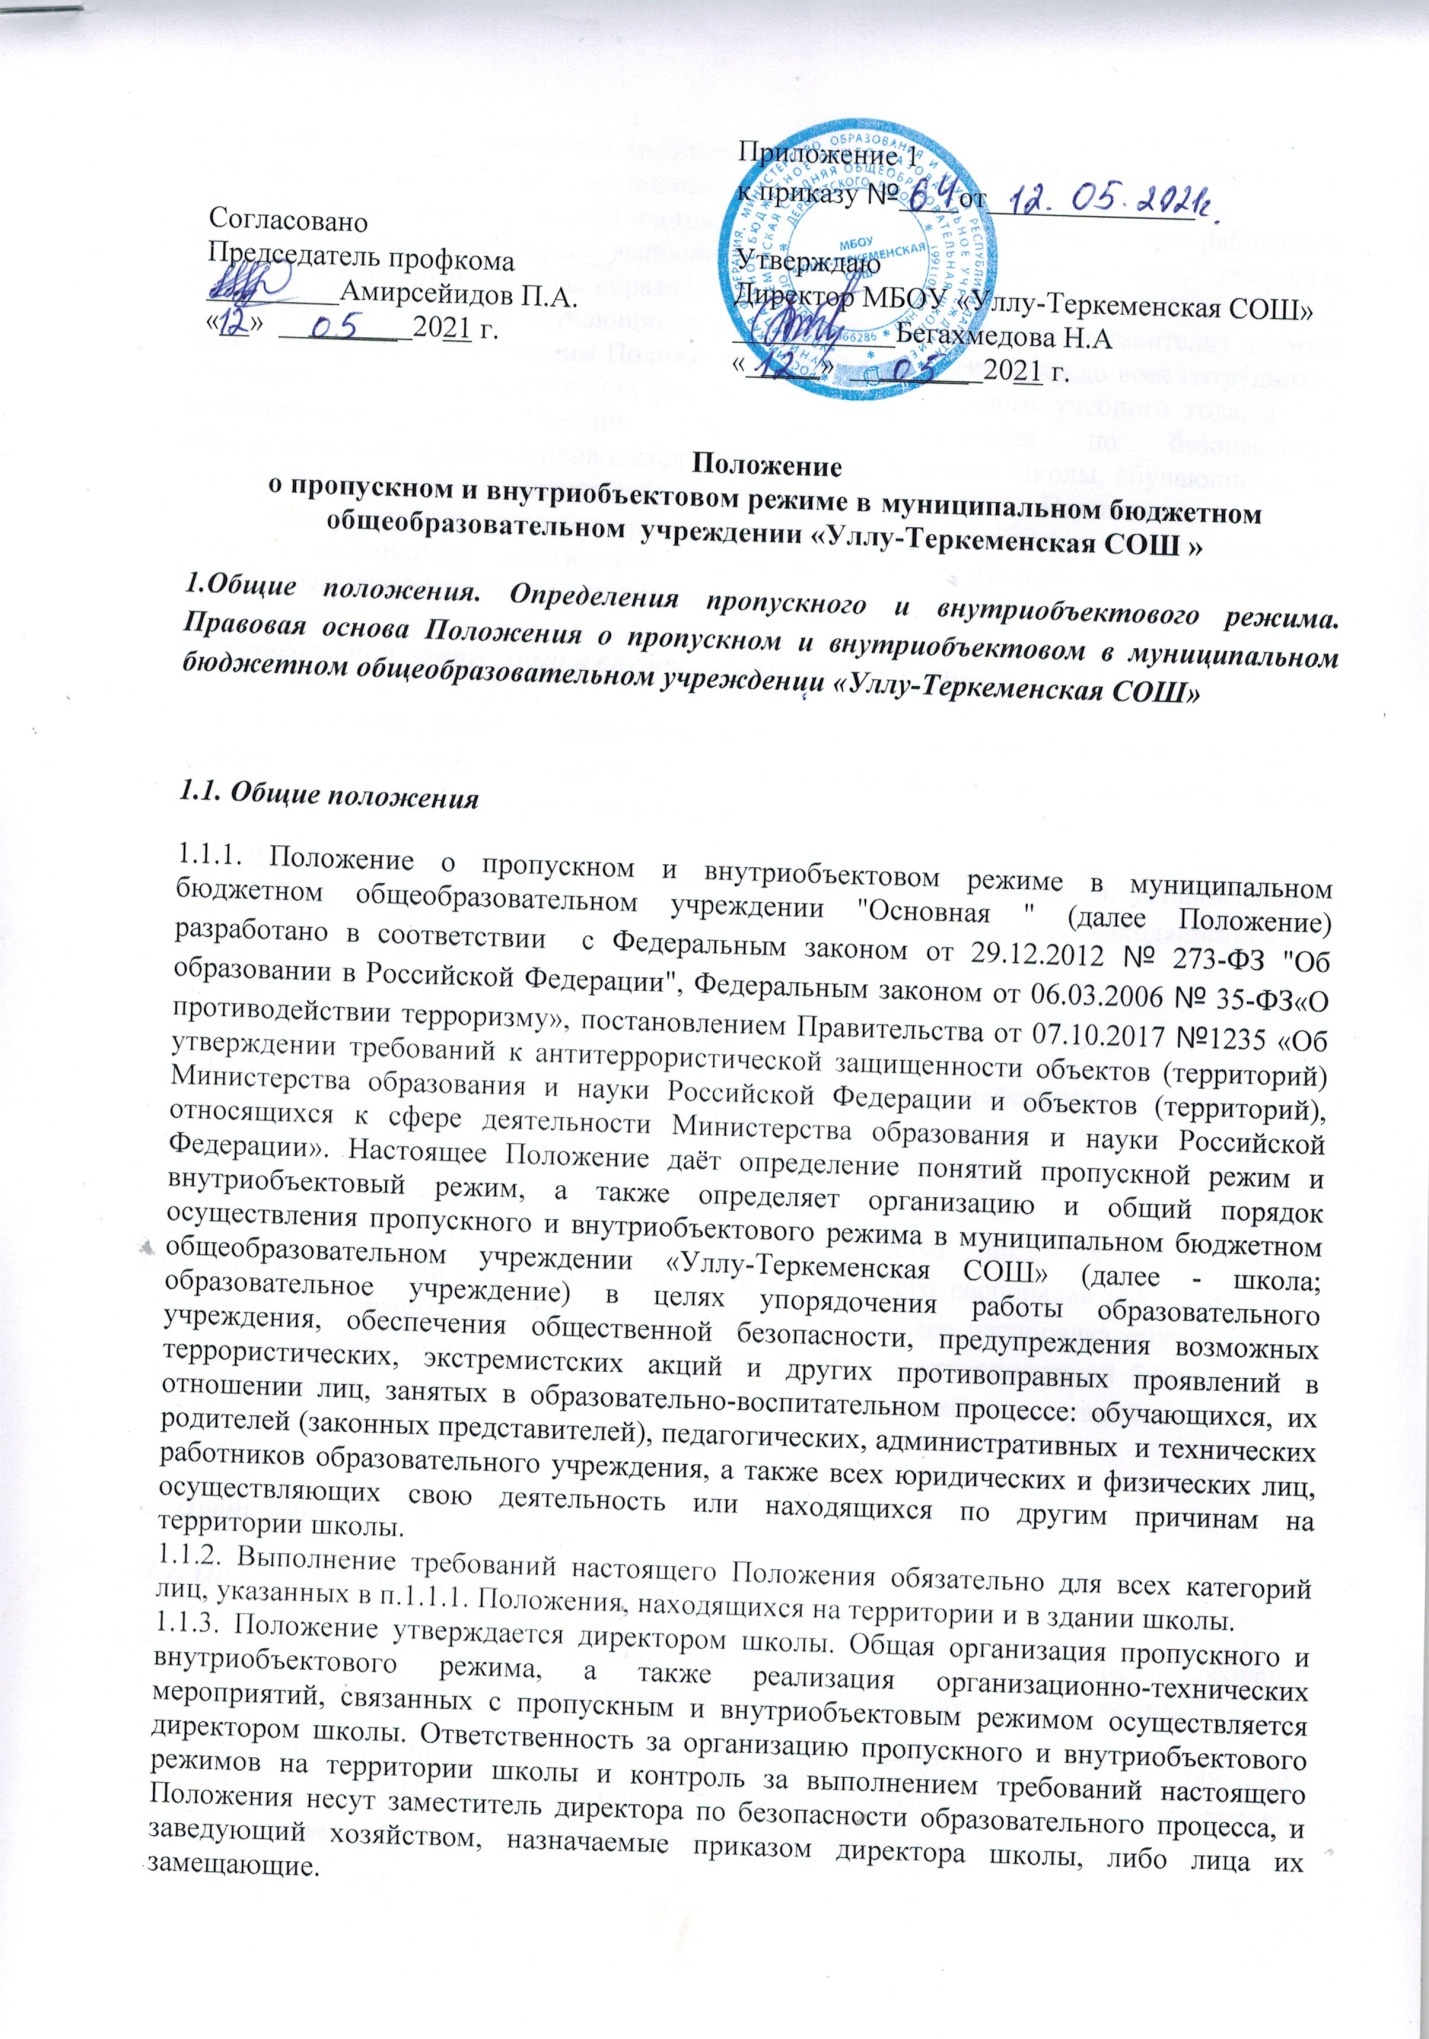 Приложение 1
к приказу № 64 от 12. 05. 2021г.
Согласовано
Председатель профкома
Амирсейидов П.А.
«12» 05 2021 г.
Утверждаю
Директор МБОУ «Уллу-Теркеменская СОШ»
Бегахмедова Н.А
«12» 05 2021 г.
Положение
о пропускном и внутриобъектовом режиме в муниципальном бюджетном
общеобразовательном учреждении «Уллу-Теркеменская СОШ »
1.Общие положения. Определения пропускного и внутриобъектового режима.
Правовая основа Положения о пропускном и внутриобъектовом в муниципальном
бюджетном общеобразовательном учреждении «Уллу-Теркеменская СОШ»
1.1. Общие положения
1.1.1. Положение о пропускном и внутриобъектовом режиме в муниципальном
бюджетном общеобразовательном учреждении "Основная " (далее Положение)
разработано в соответствии с Федеральным законом от 29.12.2012 № 273-ФЗ "Об
образовании в Российской Федерации", Федеральным законом от 06.03.2006 № 35-ФЗ«О
противодействии терроризму», постановлением Правительства от 07.10.2017 №1235 «Об
утверждении требований к антитеррористической защищенности объектов (территорий)
Министерства образования и науки Российской Федерации и объектов (территорий),
относящихся к сфере деятельности Министерства образования и науки Российской
Федерации». Настоящее Положение даёт определение понятий пропускной режим и
внутриобъектовый режим, а также определяет организацию и общий порядок
осуществления пропускного и внутриобъектового режима в муниципальном бюджетном
общеобразовательном учреждении «Уллу-Теркеменская СОШ» (далее - школа;
образовательное учреждение) в целях упорядочения работы образовательного
учреждения, обеспечения общественной безопасности, предупреждения возможных
террористических, экстремистских акций и других противоправных проявлений в
отношении лиц, занятых в образовательно-воспитательном процессе: обучающихся, их
родителей (законных представителей), педагогических, административных и технических
работников образовательного учреждения, а также всех юридических и физических лиц,
осуществляющих свою деятельность или находящихся по другим причинам на
территории школы.
1.1.2. Выполнение требований настоящего Положения обязательно для всех категорий
лиц, указанных в п.1.1.1. Положения, находящихся на территории и в здании школы.
1.1.3. Положение утверждается директором школы. Общая организация пропускного и
внутриобъектового режима, а также реализация организационно-технических
мероприятий, связанных с пропускным и внутриобъектовым режимом осуществляется
директором школы. Ответственность за организацию пропускного и внутриобъектового
режимов на территории школы и контроль за выполнением требований настоящего
Положения несут заместитель директора по безопасности образовательного процесса, и
заведующий хозяйством, назначаемые приказом директора школы, либо лица их
замещающие.